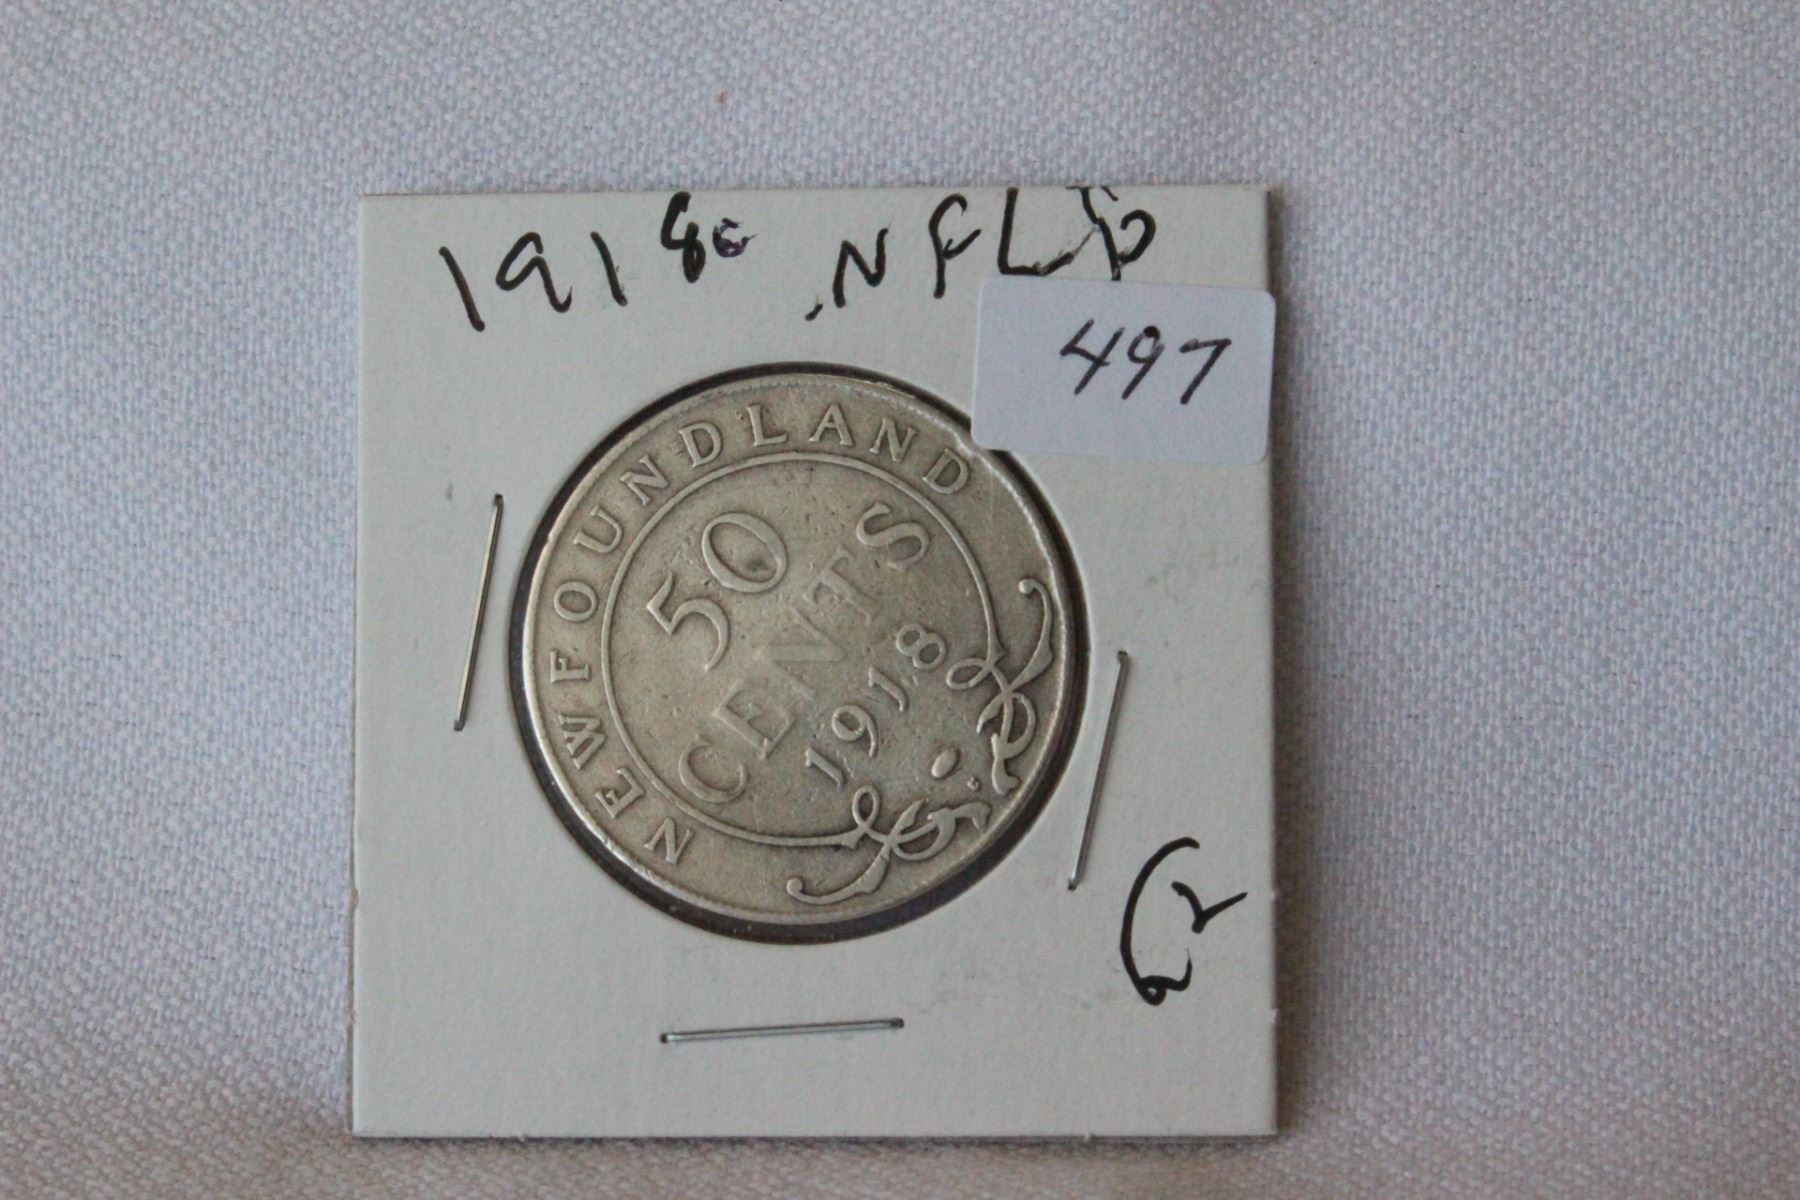 1918c NFLD
497
NEWFOUNDLAND
50
CENTS
1918